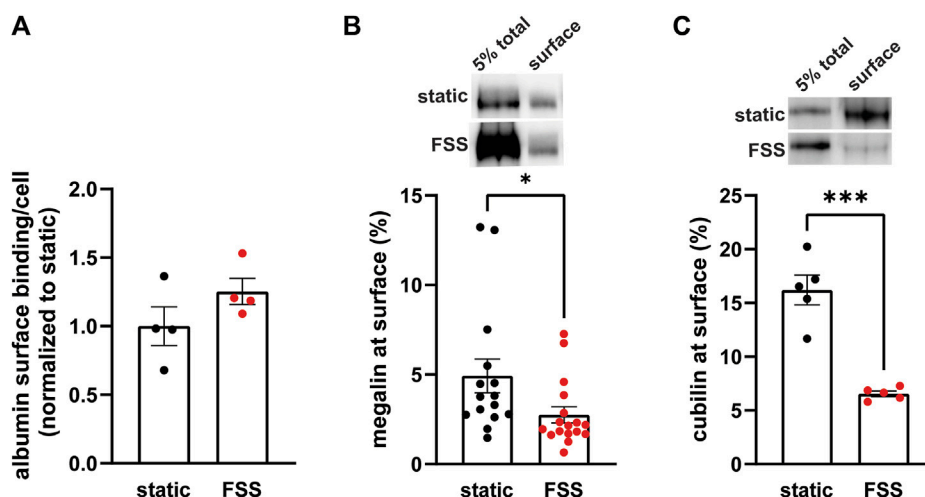 A
albumin surface binding/cell
(normalized to static)
2.0
1.5
1.0
0.5
0.0
static FSS
B
5% total surface
static
FSS
*
megalin at surface (%)
15
10
5
0
static FSS
C
5% total surface
static
FSS
***
cubilin at surface (%)
25
20
15
10
5
0
static FSS